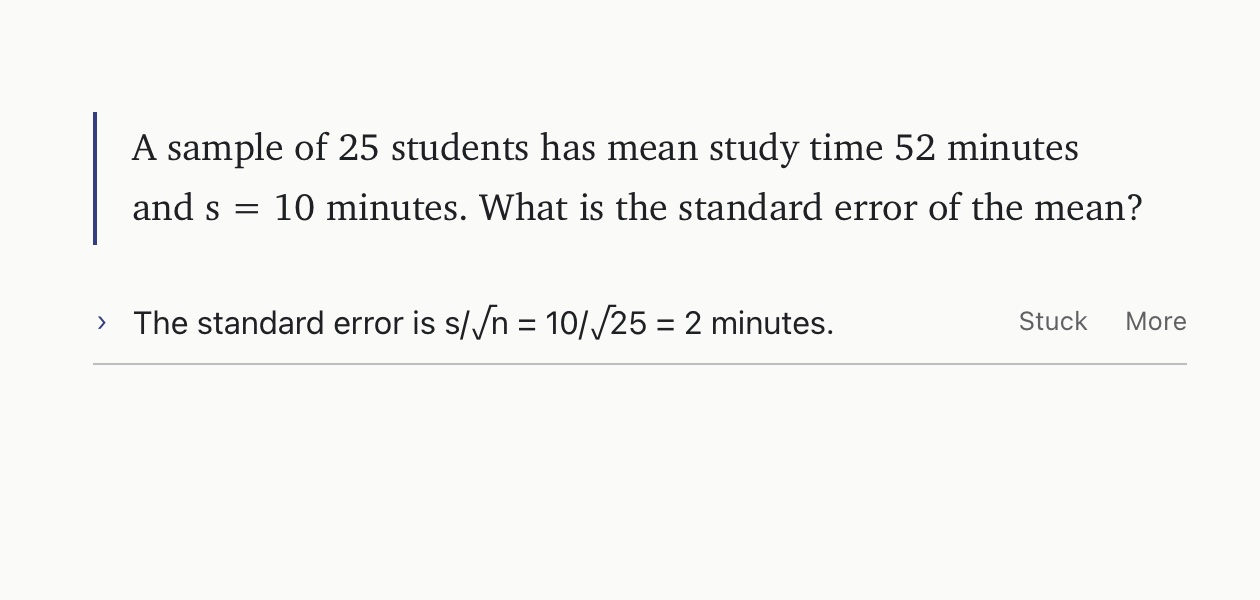 A sample of 25 students has mean study time 52 minutes
and s = 10 minutes. What is the standard error of the mean?
› The standard error is s/√n = 10/√25 = 2 minutes. Stuck More